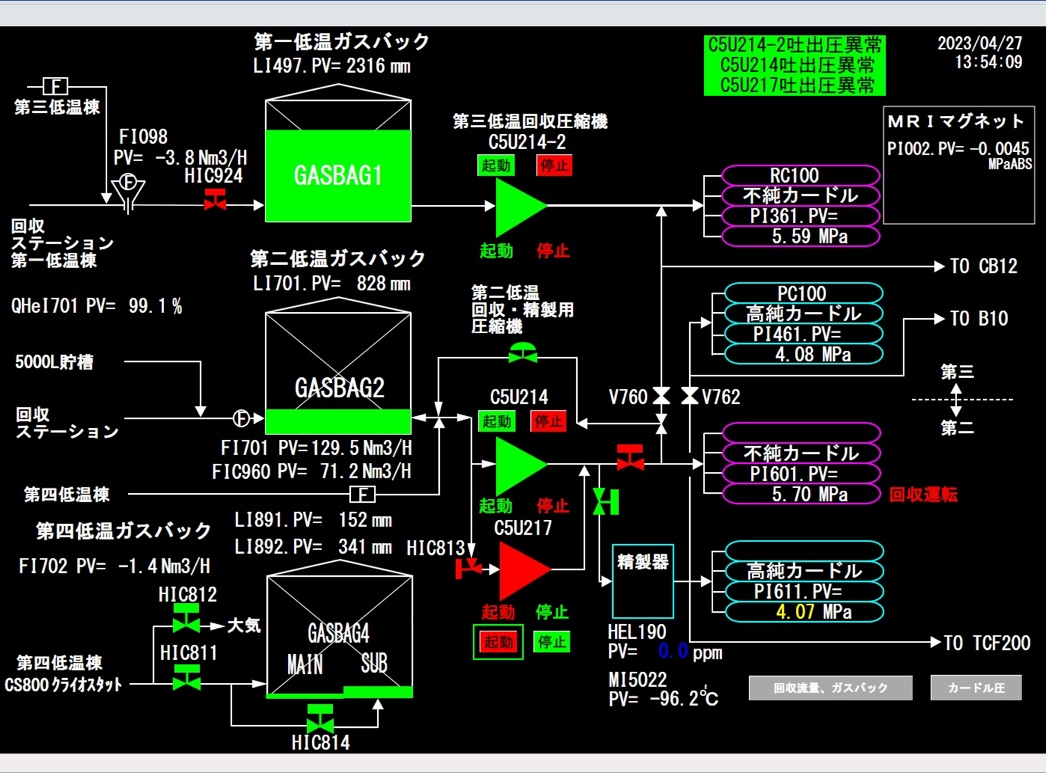 第一低温ガスバック
LI497.PV= 2316 mm
C5U214-2吐出圧異常
C5U214吐出圧異常
C5U217吐出圧異常
2023/04/27
13:54:09
F
第三低温棟
FI098
PV= -3.8 Nm3/H
HIC924
F
GASBAG1
第三低温回収圧縮機
C5U214-2
起動 停止
起動 停止
MRIマグネット
PI002.PV= -0.0045
MPaABS
RC100
不純カードル
PI361.PV=
5.59 MPa
回収
ステーション
第一低温棟
QHeI701 PV= 99.1 %
第二低温ガスバック
LI701.PV= 828 mm
TO CB12
第二低温
回収・精製用
圧縮機
PC100
高純カードル
PI461.PV=
4.08 MPa
TO B10
5000L貯槽
GASBAG2
回収
ステーション
F
C5U214
起動 停止
V760
V762
第三
第二
FI701 PV=129.5 Nm3/H
FIC960 PV= 71.2 Nm3/H
第四低温棟
F
起動 停止
不純カードル
PI601.PV=
5.70 MPa
回収運転
第四低温ガスバック
LI891.PV= 152 mm
LI892.PV= 341 mm
FI702 PV= -1.4 Nm3/H
HIC813
C5U217
起動 停止
起動 停止
精製器
高純カードル
PI611.PV=
4.07 MPa
HIC812
大気
GASBAG4
MAIN SUB
HIC811
第四低温棟
CS800クライオスタット
HIC814
HEL190
PV= 0.0 ppm
MI5022
PV= -96.2℃
TO TCF200
回収流量、ガスバック
カードル圧